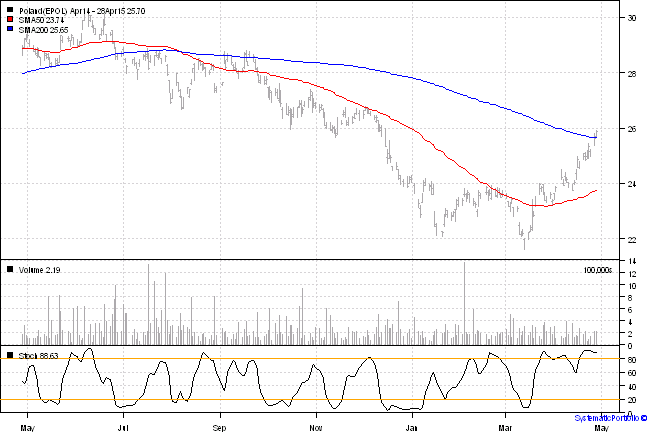 Poland (EPOL) Apr14 - 28Apr15 25.70
SMA50 23.74
SMA200 25.65
30
28
26
24
22
Volume 2.19
100,000s
14
12
10
8
6
4
2
0
Stoch 88.63
80
60
40
20
0
May Jul Sep Nov Jan Mar May
SystematicPortfolio ©